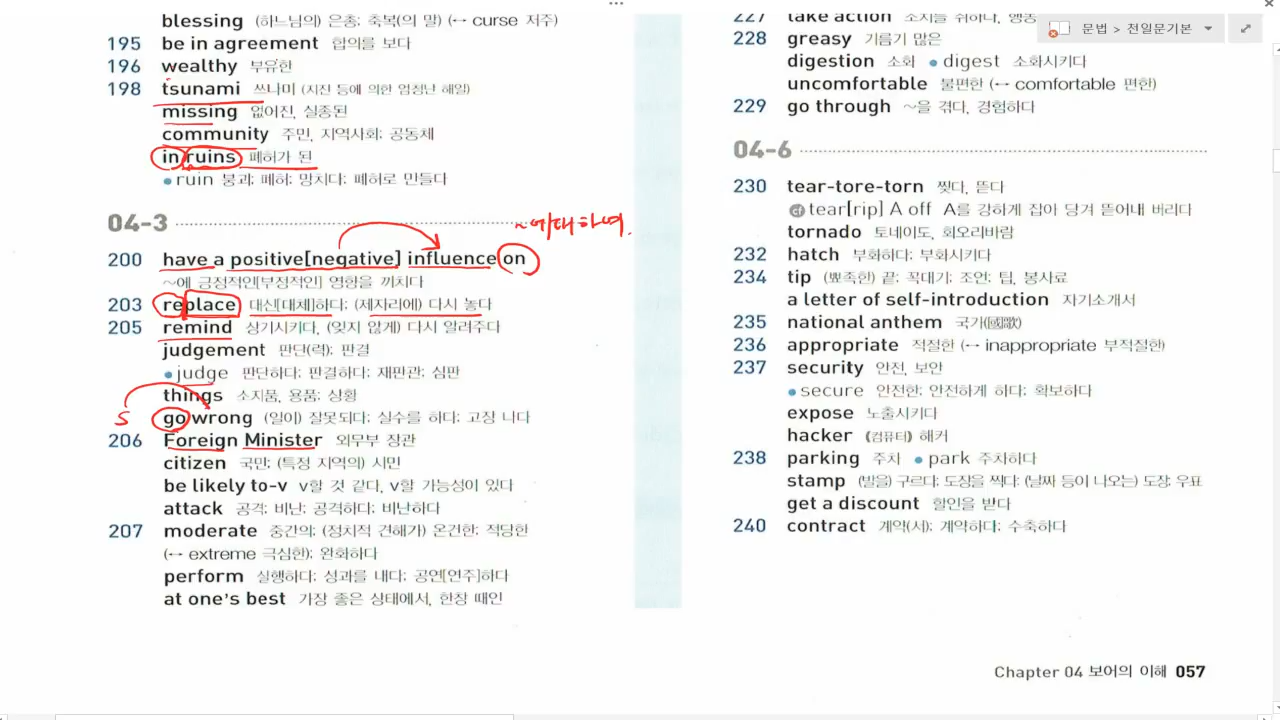 blessing (하느님의) 은총; 축복(의 말) (↔ curse 저주)
195 be in agreement 합의를 보다
196 wealthy 부유한
198 tsunami 쓰나미 (지진 등에 의한 엄청난 해일)
missing 없어진, 실종된
community 주민, 지역사회; 공동체
in ruins 폐허가 된
• ruin 붕괴; 폐허; 망치다; 폐허로 만들다
04-3
~에 대하여.
200 have a positive[negative] influence on
~에 긍정적인[부정적인] 영향을 끼치다
203 replace 대신[대체]하다; (제자리에) 다시 놓다
205 remind 상기시키다, (잊지 않게) 다시 알려주다
judgement 판단(력); 판결
• judge 판단하다; 판결하다; 재판관; 심판
things 소지품, 용품; 상황
S go wrong (일이) 잘못되다; 실수를 하다; 고장 나다
206 Foreign Minister 외무부 장관
citizen 국민; (특정 지역의) 시민
be likely to-v v할 것 같다, v할 가능성이 있다
attack 공격; 비난; 공격하다; 비난하다
207 moderate 중간의; (정치적 견해가) 온건한; 적당한
(↔ extreme 극심한); 완화하다
perform 실행하다; 성과를 내다; 공연[연주]하다
at one's best 가장 좋은 상태에서, 한창 때인
227 take action 조치를 취하다, 행동
문법 > 천일문기본
228 greasy 기름기 많은
digestion 소화 • digest 소화시키다
uncomfortable 불편한 (↔ comfortable 편한)
229 go through ~을 겪다, 경험하다
04-6
230 tear-tore-torn 찢다, 뜯다
cf tear[rip] A off A를 강하게 잡아 당겨 뜯어내 버리다
tornado 토네이도, 회오리바람
232 hatch 부화하다; 부화시키다
234 tip (뾰족한) 끝; 꼭대기; 조언; 팁, 봉사료
a letter of self-introduction 자기소개서
235 national anthem 국가(國歌)
236 appropriate 적절한 (↔ inappropriate 부적절한)
237 security 안전, 보안
• secure 안전한; 안전하게 하다; 확보하다
expose 노출시키다
hacker (컴퓨터) 해커
238 parking 주차 • park 주차하다
stamp (발을) 구르다; 도장을 찍다; (날짜 등이 나오는) 도장; 우표
get a discount 할인을 받다
240 contract 계약(서); 계약하다; 수축하다
Chapter 04 보어의 이해 057